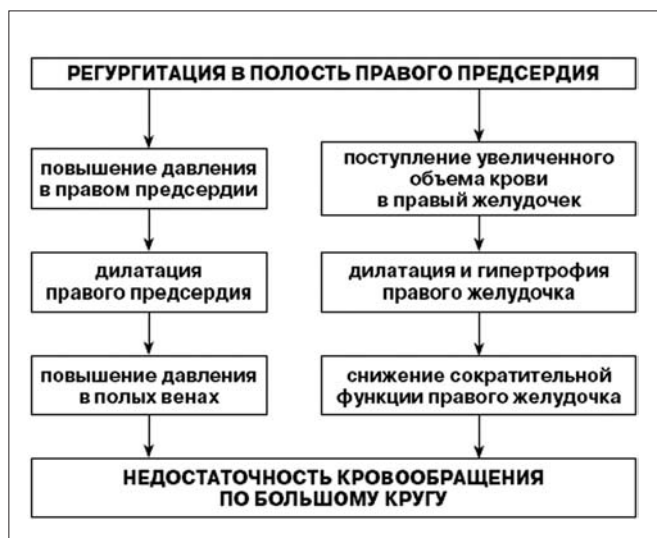 РЕГУРГИТАЦИЯ В ПОЛОСТЬ ПРАВОГО ПРЕДСЕРДИЯ
повышение давления
в правом предсердии
поступление увеличенного
объема крови
в правый желудочек
дилатация
правого предсердия
дилатация и гипертрофия
правого желудочка
повышение давления
в полых венах
снижение сократительной
функции правого желудочка
НЕДОСТАТОЧНОСТЬ КРОВООБРАЩЕНИЯ
ПО БОЛЬШОМУ КРУГУ